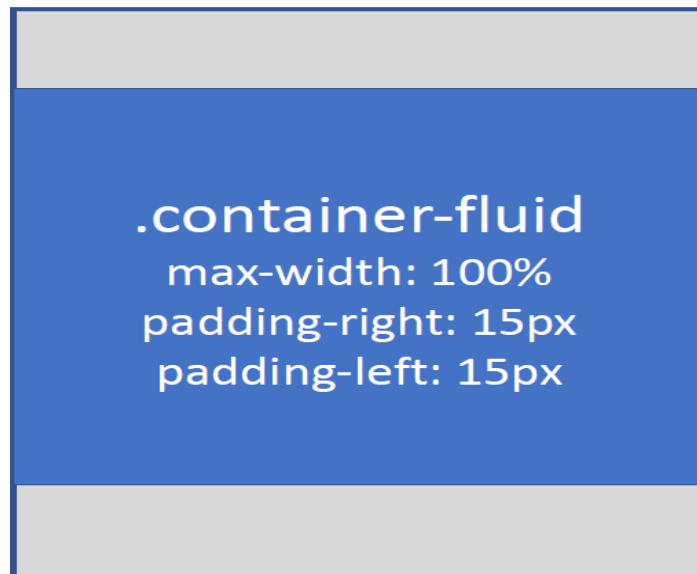 .container-fluid
max-width: 100%
padding-right: 15px
padding-left: 15px